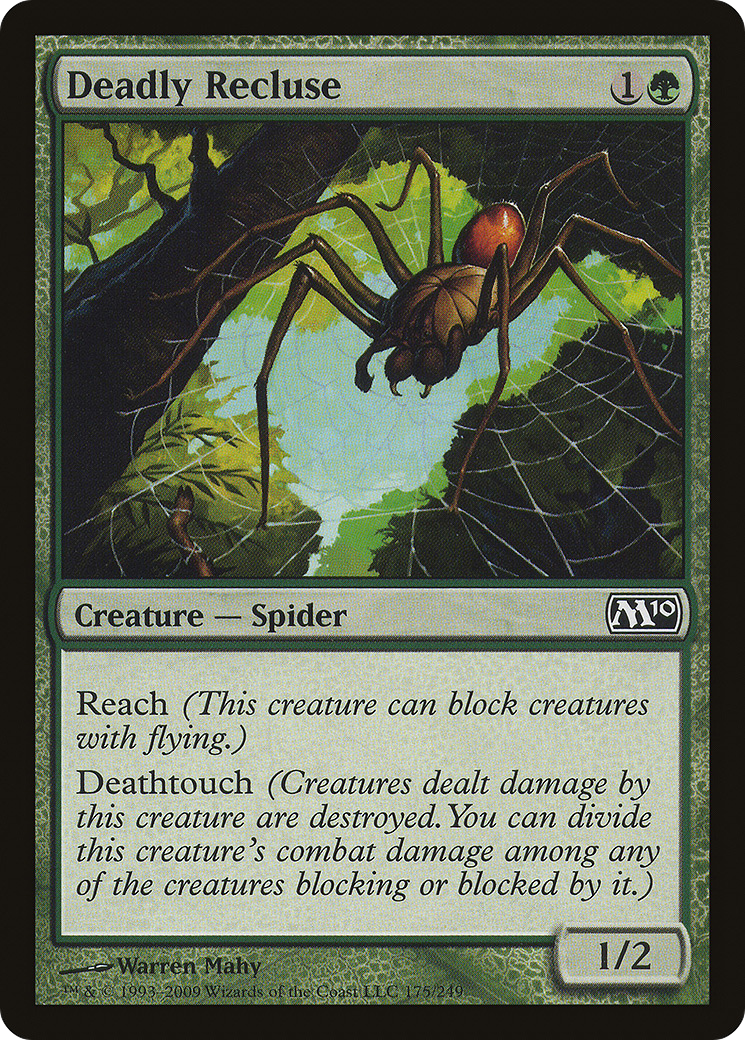 Deadly Recluse 1
Creature — Spider M10
Reach (This creature can block creatures
with flying.)
Deathtouch (Creatures dealt damage by
this creature are destroyed. You can divide
this creature's combat damage among any
of the creatures blocking or blocked by it.)
1/2
Warren Mahy
™ & © 1993–2009 Wizards of the Coast LLC 175/249